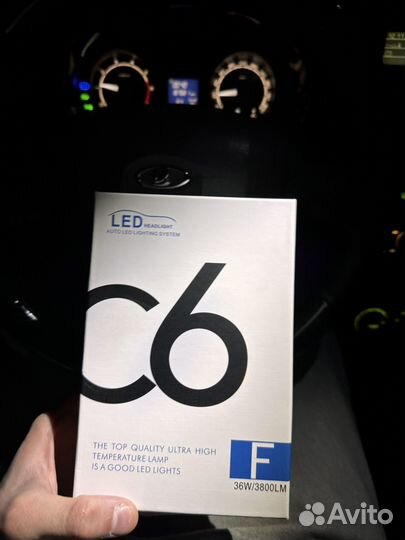 LED HEADLIGHT
AUTO LED LIGHTING SYSTEM
C6
THE TOP QUALITY ULTRA HIGH
TEMPERATURE LAMP
IS A GOOD LED LIGHTS
F
36W/3800LM
Avito